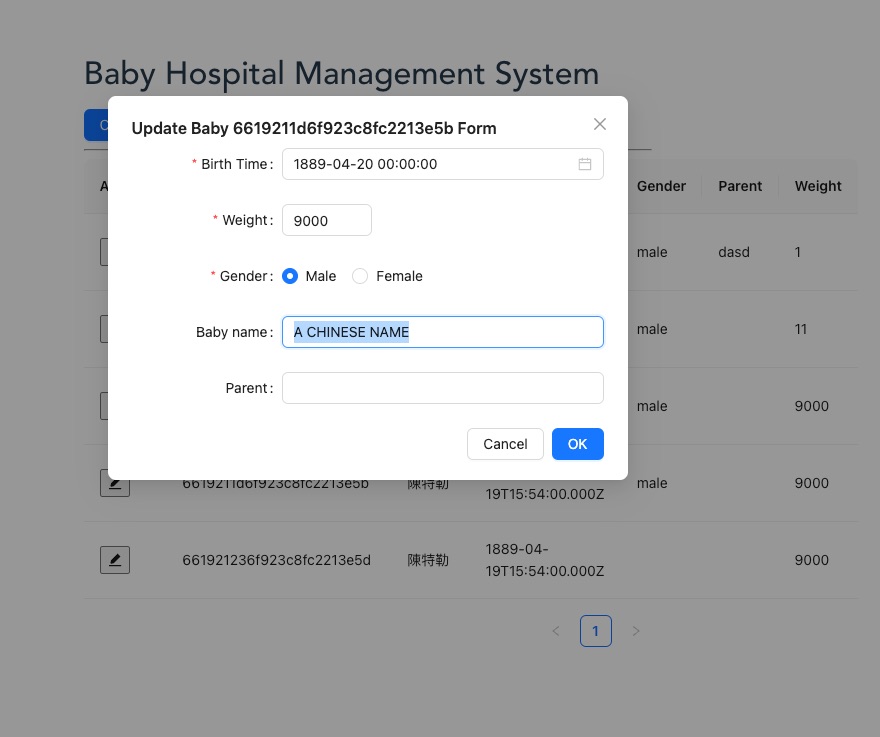 Baby Hospital Management System
Update Baby 6619211d6f923c8fc2213e5b Form
* Birth Time: 1889-04-20 00:00:00
* Weight: 9000
* Gender: Male Female
Baby name: A CHINESE NAME
Parent:
Cancel OK
Gender Parent Weight
male dasd 1
male 11
male 9000
6619211d6f923c8fc2213e5b 陳特勒 male 9000
19T15:54:00.000Z
661921236f923c8fc2213e5d 陳特勒 1889-04-
19T15:54:00.000Z 9000
< 1 >